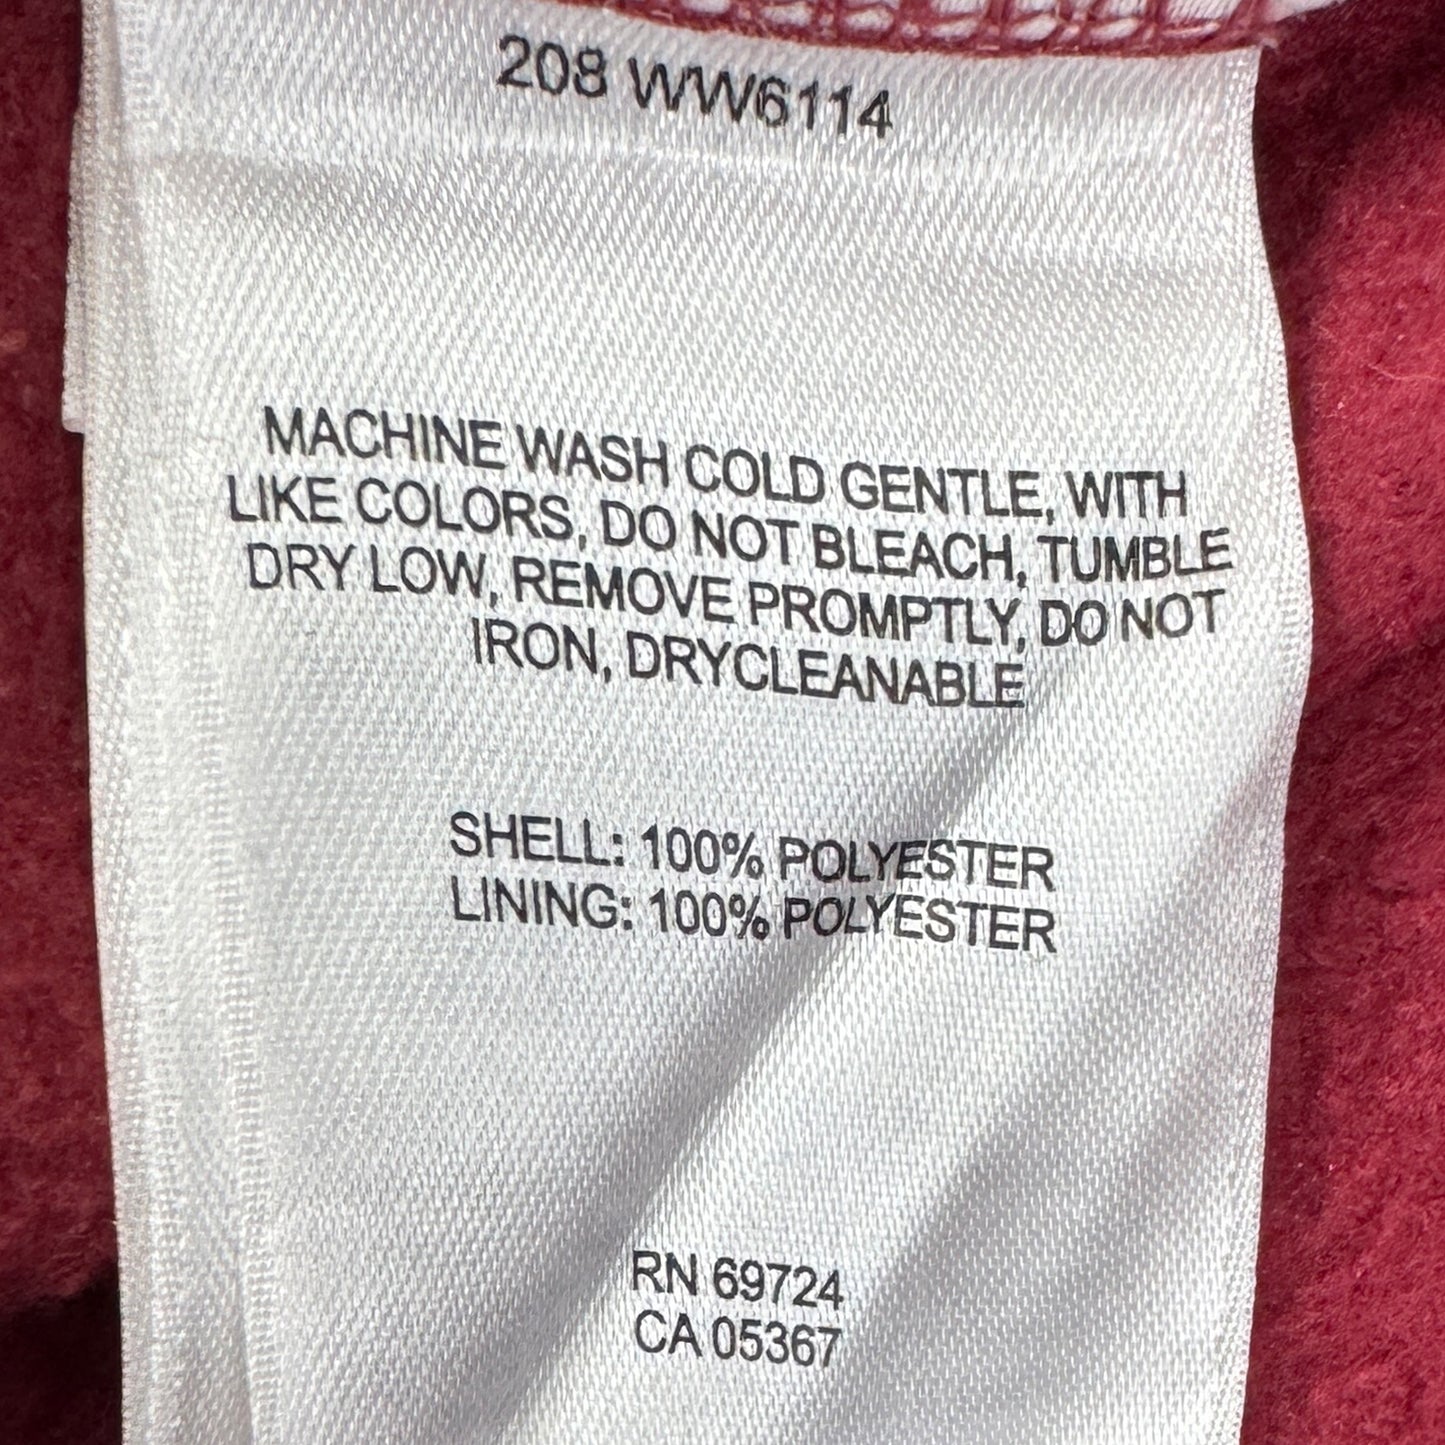 208 WW6114
MACHINE WASH COLD GENTLE, WITH
LIKE COLORS, DO NOT BLEACH, TUMBLE
DRY LOW, REMOVE PROMPTLY, DO NOT
IRON, DRYCLEANABLE
SHELL: 100% POLYESTER
LINING: 100% POLYESTER
RN 69724
CA 05367